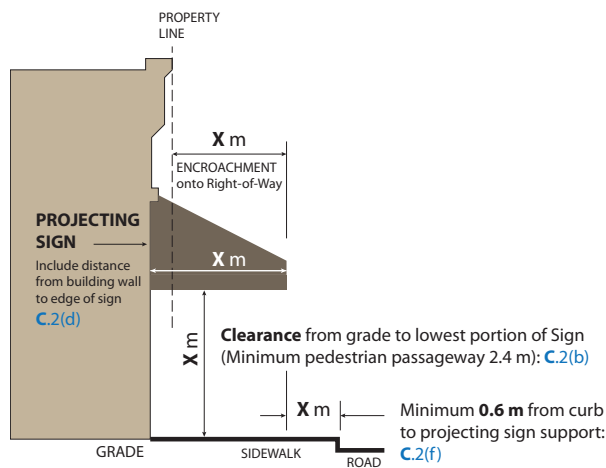 PROPERTY
LINE
X m
ENCROACHMENT
onto Right-of-Way
PROJECTING
SIGN
Include distance
from building wall
to edge of sign
C.2(d)
X m
X m
Clearance from grade to lowest portion of Sign
(Minimum pedestrian passageway 2.4 m): C.2(b)
X m
Minimum 0.6 m from curb
to projecting sign support:
C.2(f)
GRADE
SIDEWALK
ROAD